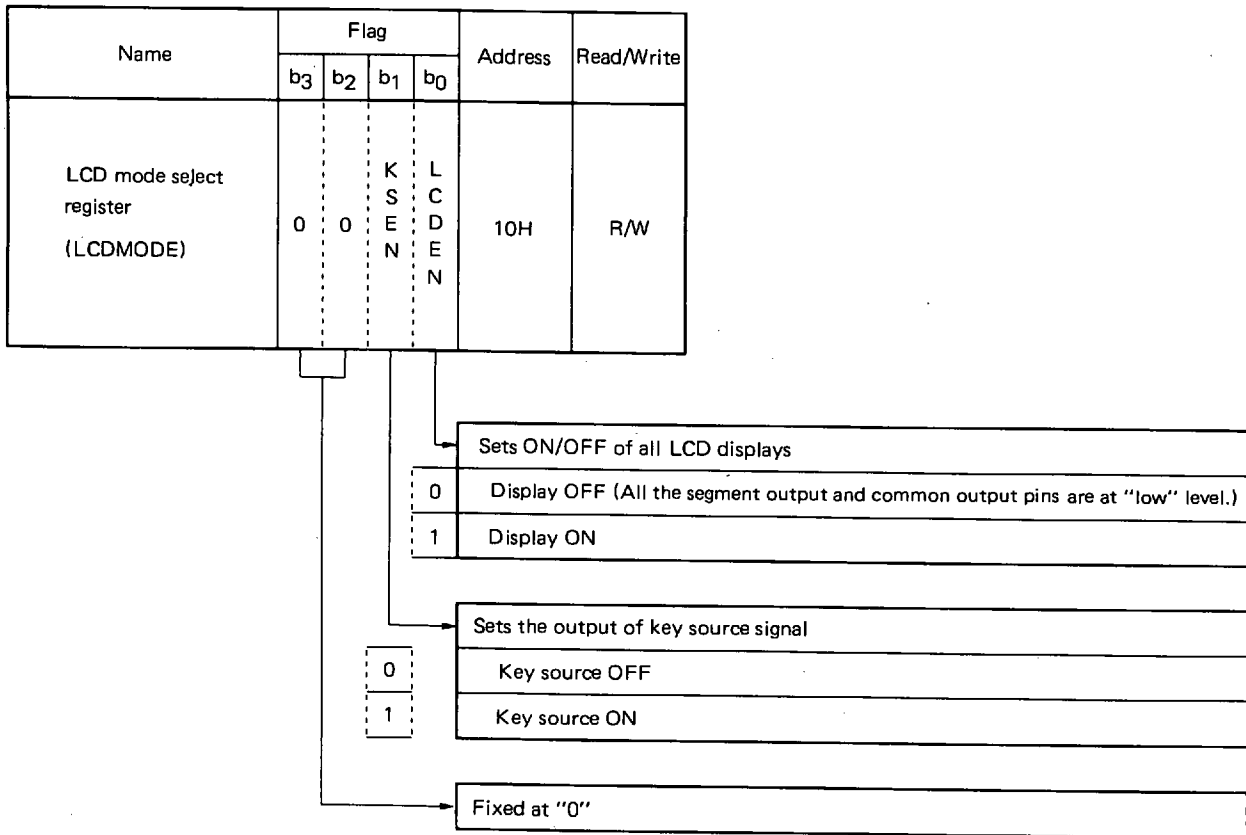 Name
Flag
Address
Read/Write
b3 b2 b1 b0
LCD mode select
register
(LCDMODE)
0
0
KSEN
LCDEN
10H
R/W
Sets ON/OFF of all LCD displays
0 Display OFF (All the segment output and common output pins are at "low" level.)
1 Display ON
Sets the output of key source signal
0 Key source OFF
1 Key source ON
Fixed at "0"